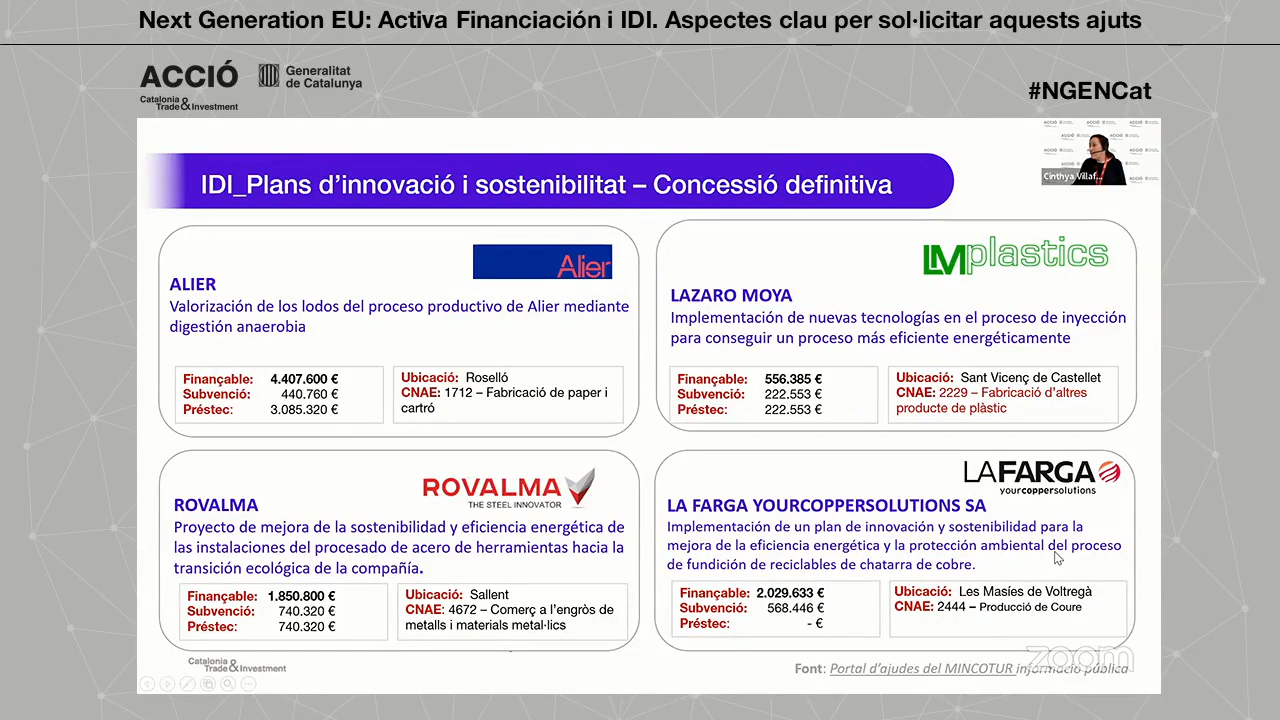 Next Generation EU: Activa Financiación i IDI. Aspectes clau per sol·licitar aquests ajuts
ACCIÓ
Catalonia
Trade & Investment
Generalitat
de Catalunya
#NGENCat
Cinthya Villaf...
IDI_Plans d'innovació i sostenibilitat – Concessió definitiva
Alier
ALIER
Valorización de los lodos del proceso productivo de Alier mediante
digestión anaerobia
Finançable: 4.407.600 €
Subvenció: 440.760 €
Préstec: 3.085.320 €
Ubicació: Roselló
CNAE: 1712 – Fabricació de paper i
cartró
LM plastics
LAZARO MOYA
Implementación de nuevas tecnologías en el proceso de inyección
para conseguir un proceso más eficiente energéticamente
Finançable: 556.385 €
Subvenció: 222.553 €
Préstec: 222.553 €
Ubicació: Sant Vicenç de Castellet
CNAE: 2229 – Fabricació d'altres
producte de plàstic
ROVALMA
THE STEEL INNOVATOR
ROVALMA
Proyecto de mejora de la sostenibilidad y eficiencia energética de
las instalaciones del procesado de acero de herramientas hacia la
transición ecológica de la compañía.
Finançable: 1.850.800 €
Subvenció: 740.320 €
Préstec: 740.320 €
Ubicació: Sallent
CNAE: 4672 – Comerç a l'engròs de
metalls i materials metal·lics
LA FARGA
yourcoppersolutions
LA FARGA YOURCOPPERSOLUTIONS SA
Implementación de un plan de innovación y sostenibilidad para la
mejora de la eficiencia energética y la protección ambiental del proceso
de fundición de reciclables de chatarra de cobre.
Finançable: 2.029.633 €
Subvenció: 568.446 €
Préstec: - €
Ubicació: Les Masíes de Voltregà
CNAE: 2444 – Producció de Coure
Catalonia
Trade & Investment
Font: Portal d'ajudes del MINCOTUR informació pública
zoom